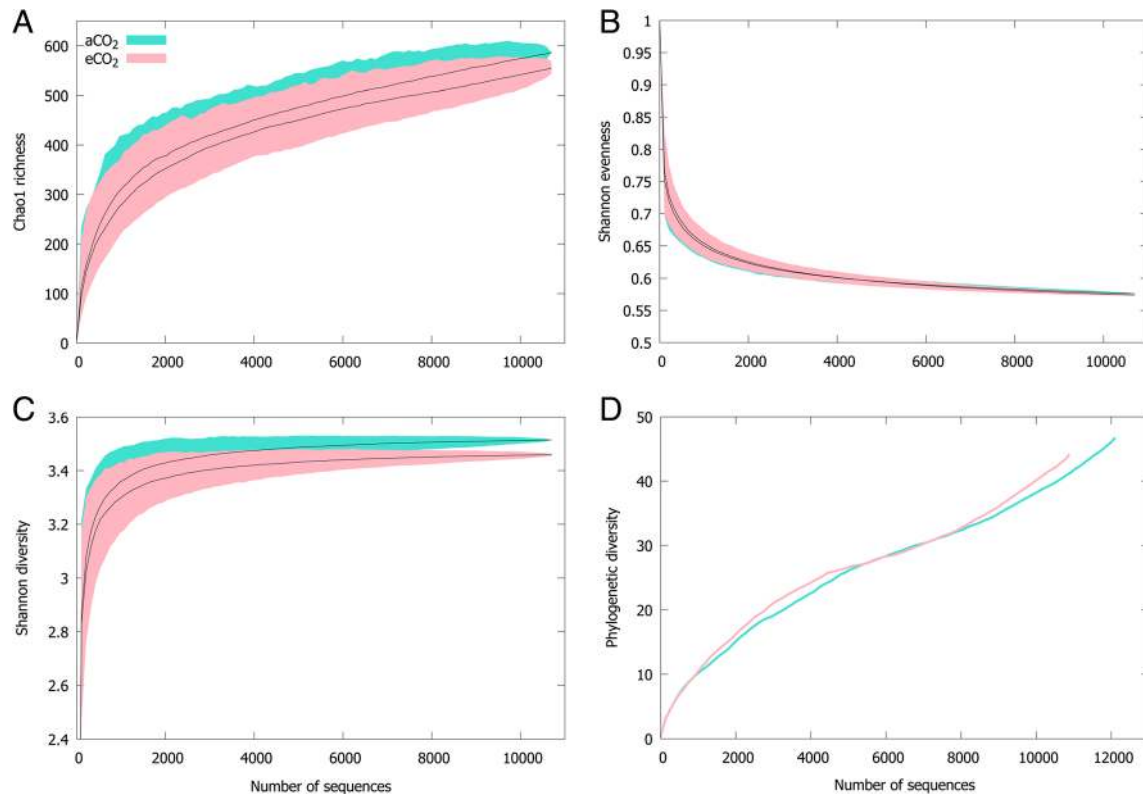 A
aCO₂
eCO₂
Chao1 richness
600
500
400
300
200
100
0
0 2000 4000 6000 8000 10000
B
Shannon evenness
1
0.95
0.9
0.85
0.8
0.75
0.7
0.65
0.6
0.55
0.5
0 2000 4000 6000 8000 10000
C
Shannon diversity
3.6
3.4
3.2
3
2.8
2.6
2.4
0 2000 4000 6000 8000 10000
Number of sequences
D
Phylogenetic diversity
50
40
30
20
10
0
0 2000 4000 6000 8000 10000 12000
Number of sequences